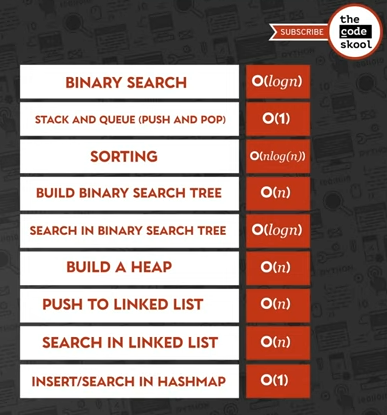 SUBSCRIBE
the
code
skool
BINARY SEARCH O(logn)
STACK AND QUEUE (PUSH AND POP) O(1)
SORTING O(nlog(n))
BUILD BINARY SEARCH TREE O(n)
SEARCH IN BINARY SEARCH TREE O(logn)
BUILD A HEAP O(n)
PUSH TO LINKED LIST O(n)
SEARCH IN LINKED LIST O(n)
INSERT/SEARCH IN HASHMAP O(1)